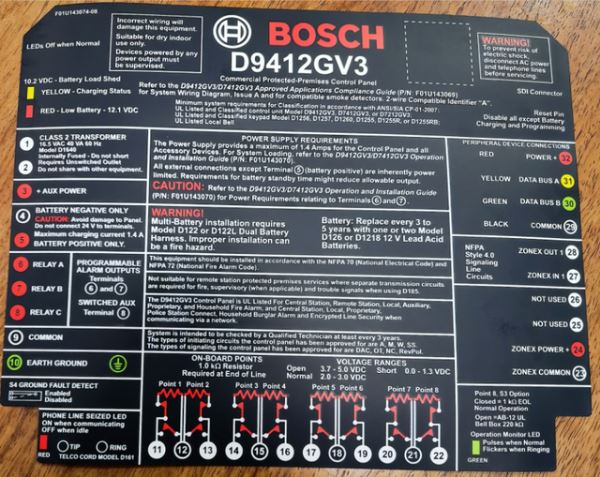 F01U143074-06
LEDs Off when Normal
Incorrect wiring will
damage this equipment.
Suitable for dry indoor
use only.
Devices powered by any
power output must be
supervised.
BOSCH
D9412GV3
Commercial Protected-Premises Control Panel
WARNING!
To prevent risk of
electric shock,
disconnect AC power
and telephone lines
before servicing
10.2 VDC - Battery Load Shed
YELLOW - Charging Status
RED - Low Battery - 12.1 VDC
Refer to the D9412GV3/D7412GV3 Approved Applications Compliance Guide (P/N: F01U143069)
for System Wiring Diagram, Issue A and for compatible smoke detectors: 2-wire Compatible Identifier "A".
Minimum system requirements for Classification in accordance with ANSI/SIA CP-01-2007:
UL Listed and Classified control Unit Model D9412GV3, D7412GV3, or D7212GV3.
UL Listed and Classified keypad Model D1256, D1257, D1260, D1255, D1255R, or D1255RB;
UL Listed Local Bell
SDI Connector
Reset Pin
Disable all except Battery
Charging and Programming
1
2
CLASS 2 TRANSFORMER
16.5 VAC 40 VA 60 Hz
Model D1640
Internally Fused - Do not short
Requires Unswitched Outlet
Do not share with other equipment.
3
+ AUX POWER
4
BATTERY NEGATIVE ONLY
CAUTION: Avoid damage to Panel.
Do not connect 24 V to terminals.
Maximum charging current 1.4 A
5
BATTERY POSITIVE ONLY.
POWER SUPPLY REQUIREMENTS
The Power Supply provides a maximum of 1.4 Amps for the Control Panel and all
Accessory Devices. For System Loading, refer to the D9412GV3/D7412GV3 Operation
and Installation Guide (P/N: F01U143070).
All external connections except Terminal 5 (battery positive) are inherently power
limited. Requirements for battery standby time might reduce allowable output.
CAUTION: Refer to the D9412GV3/D7412GV3 Operation and Installation Guide
(P/N: F01U143070) for Power Requirements relating to Terminals 6 and 7.
WARNING!
Multi-Battery installation requires
Model D122 or D122L Dual Battery
Harness. Improper installation can
be a fire hazard.
Battery: Replace every 3 to
5 years with one or two Model
D126 or D1218 12 V Lead Acid
Batteries.
PERIPHERAL DEVICE CONNECTIONS
RED POWER + 32
YELLOW DATA BUS A 31
GREEN DATA BUS B 30
BLACK COMMON 29
6 RELAY A
7 RELAY B
8 RELAY C
PROGRAMMABLE
ALARM OUTPUTS
Terminals
6 and 7
SWITCHED AUX
Terminal 8
This equipment should be installed in accordance with the NFPA 70 (National Electrical Code) and
NFPA 72 (National Fire Alarm Code).
Not suitable for remote station protected premises service where separate transmission circuits
are required for fire, supervisory (when applicable) and trouble signals when using D185.
The D9412GV3 Control Panel is UL Listed For Central Station, Remote Station, Local, Auxiliary,
Proprietary, and Household Fire Alarm; and Central Station, Local, Proprietary,
Police Station Connect, Household Burglar Alarm and Encrypted Line Security when
communicating via a network.
System is intended to be checked by a Qualified Technician at least every 3 years.
The types of initiating circuits the control panel has been approved for are A, M, W, SS.
The types of signaling the control panel has been approved for are DAC, OT, NC, RevPol.
NFPA
Style 4.0
Signaling
Line
Circuits
ZONEX OUT 1 28
ZONEX IN 1 27
NOT USED 26
NOT USED 25
ZONEX POWER + 24
ZONEX COMMON 23
9 COMMON
10 EARTH GROUND
S4 GROUND FAULT DETECT
Enabled
Disabled
PHONE LINE SEIZED LED
ON when communicating
OFF when idle
RED
TIP
RING
TELCO CORD MODEL D161
ON-BOARD POINTS
1.0 kΩ Resistor
Required at End of Line
VOLTAGE RANGES
Open 3.7 - 5.0 VDC Short 0.0 - 1.3 VDC
Normal 2.0 - 3.0 VDC
Point 1 Point 2 Point 3 Point 4 Point 5 Point 6 Point 7 Point 8
11 12 13 14 15 16 17 18 19 20 21 22
Point 8, S3 Option
Closed = 1 kΩ EOL
Normal Operation
Open =AB-12 UL
Bell Box 220 kΩ
Operation Monitor LED
Pulses when Normal
Flickers when Ringing
GREEN